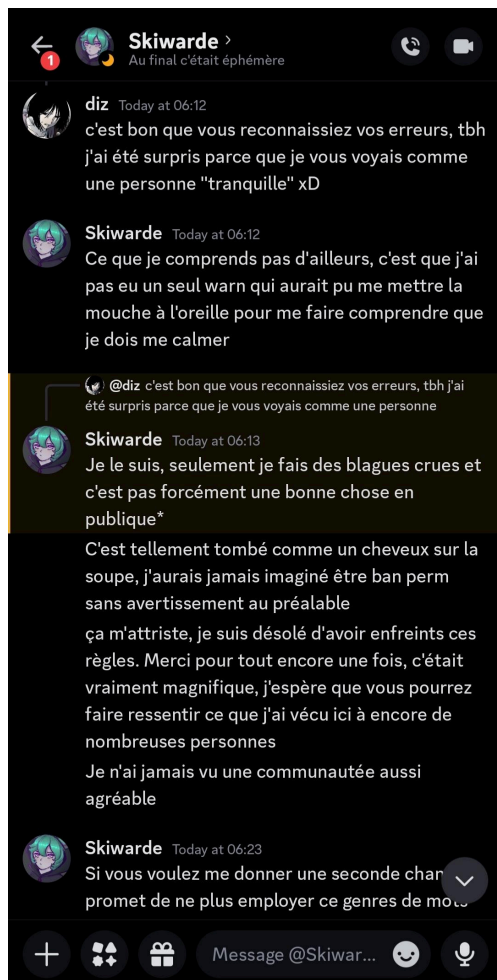 Skiwarde
1
Au final c'était éphémère
diz Today at 06:12
c'est bon que vous reconnaissiez vos erreurs, tbh
j'ai été surpris parce que je vous voyais comme
une personne "tranquille" xD
Skiwarde Today at 06:12
Ce que je comprends pas d'ailleurs, c'est que j'ai
pas eu un seul warn qui aurait pu me mettre la
mouche à l'oreille pour me faire comprendre que
je dois me calmer
@diz c'est bon que vous reconnaissiez vos erreurs, tbh j'ai
été surpris parce que je vous voyais comme une personne
Skiwarde Today at 06:13
Je le suis, seulement je fais des blagues crues et
c'est pas forcément une bonne chose en
publique*
C'est tellement tombé comme un cheveux sur la
soupe, j'aurais jamais imaginé être ban perm
sans avertissement au préalable
ça m'attriste, je suis désolé d'avoir enfreints ces
règles. Merci pour tout encore une fois, c'était
vraiment magnifique, j'espère que vous pourrez
faire ressentir ce que j'ai vécu ici à encore de
nombreuses personnes
Je n'ai jamais vu une communautée aussi
agréable
Skiwarde Today at 06:23
Si vous voulez me donner une seconde
promet de ne plus employer ce genres de mots
Message @Skiwar...